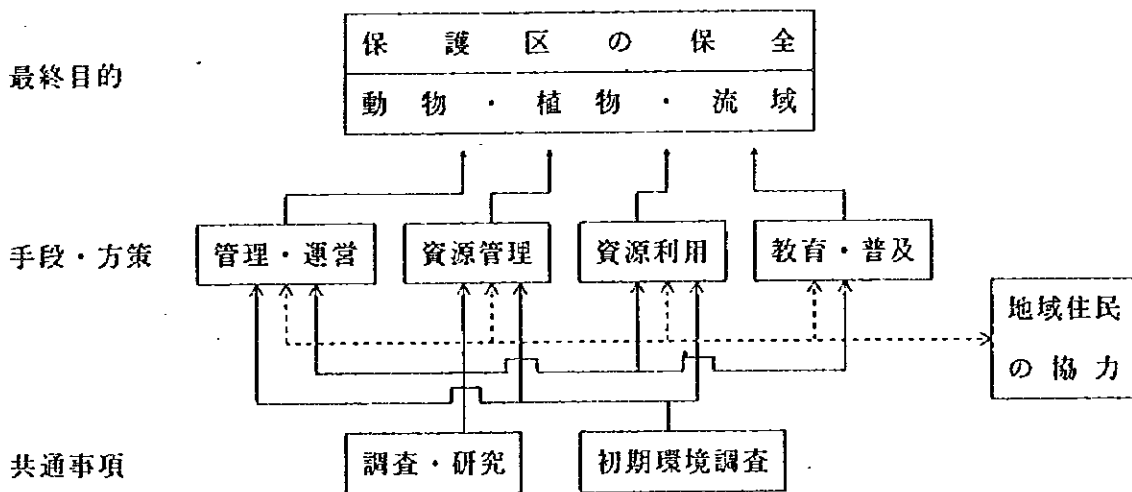 最終目的
保護区の保全
動物・植物・流域
手段・方策
管理・運営
資源管理
資源利用
教育・普及
地域住民
の協力
共通事項
調査・研究
初期環境調査